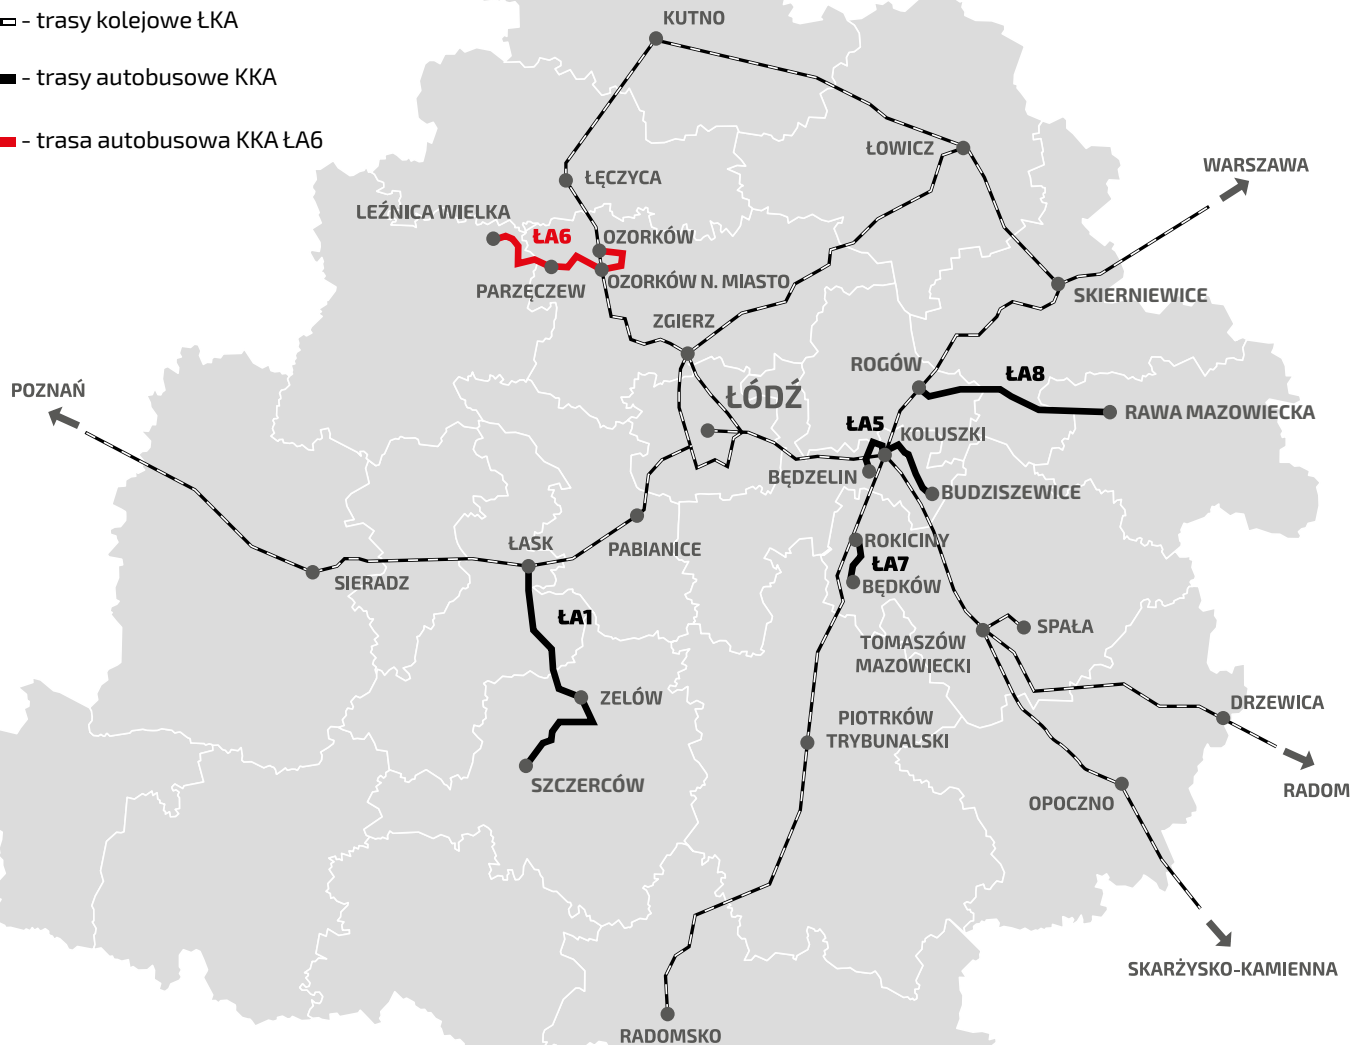 - trasy kolejowe ŁKA
- trasy autobusowe KKA
- trasa autobusowa KKA ŁA6
KUTNO
ŁOWICZ
WARSZAWA
ŁĘCZYCA
LEŹNICA WIELKA
ŁA6
OZORKÓW
PARZĘCZEW
OZORKÓW N. MIASTO
SKIERNIEWICE
ZGIERZ
ROGÓW
ŁA8
POZNAŃ
ŁÓDŹ
RAWA MAZOWIECKA
ŁA5
KOLUSZKI
BĘDZELIN
BUDZISZEWICE
ŁASK
PABIANICE
ROKICINY
ŁA7
SIERADZ
BĘDKÓW
ŁA1
SPAŁA
TOMASZÓW
MAZOWIECKI
ZELÓW
DRZEWICA
PIOTRKÓW
TRYBUNALSKI
SZCZERCÓW
RADOM
OPOCZNO
SKARŻYSKO-KAMIENNA
RADOMSKO